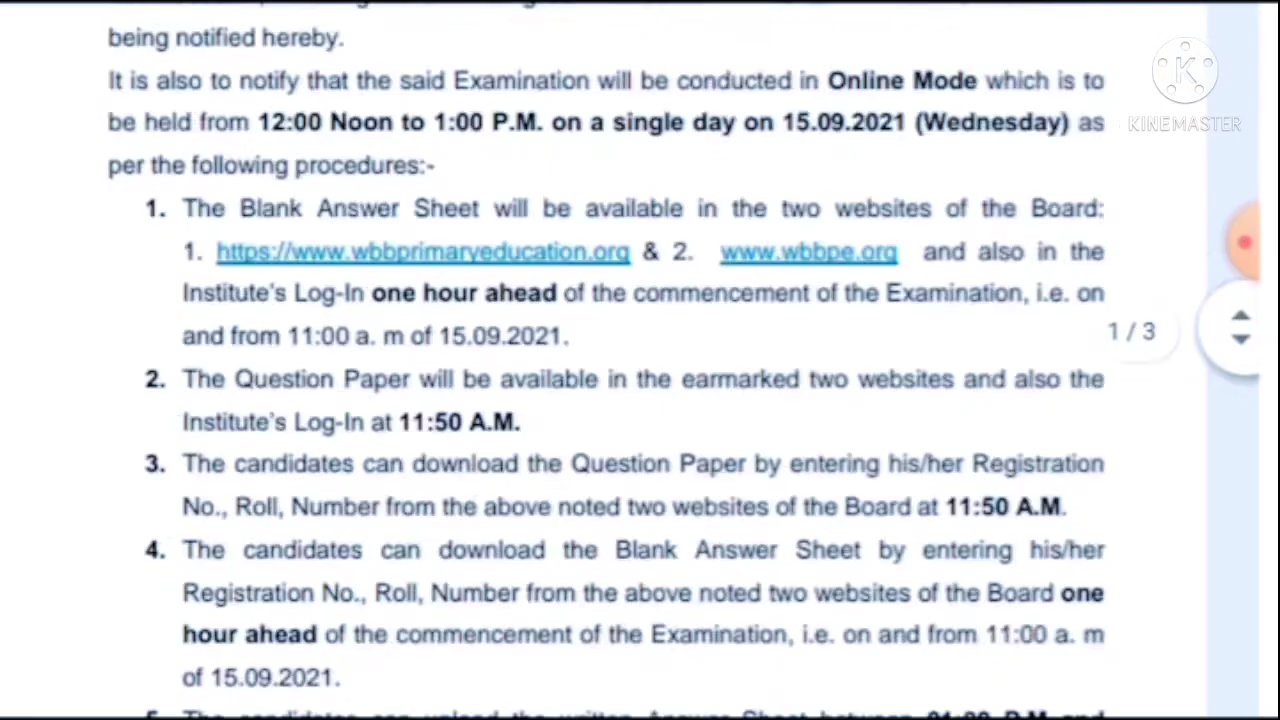 being notified hereby.
It is also to notify that the said Examination will be conducted in Online Mode which is to
be held from 12:00 Noon to 1:00 P.M. on a single day on 15.09.2021 (Wednesday) as
per the following procedures:-
1. The Blank Answer Sheet will be available in the two websites of the Board:
1. https://www.wbbprimaryeducation.org & 2. www.wbbpe.org and also in the
Institute's Log-In one hour ahead of the commencement of the Examination, i.e. on
and from 11:00 a. m of 15.09.2021.
2. The Question Paper will be available in the earmarked two websites and also the
Institute's Log-In at 11:50 A.M.
3. The candidates can download the Question Paper by entering his/her Registration
No., Roll, Number from the above noted two websites of the Board at 11:50 A.M.
4. The candidates can download the Blank Answer Sheet by entering his/her
Registration No., Roll, Number from the above noted two websites of the Board one
hour ahead of the commencement of the Examination, i.e. on and from 11:00 a. m
of 15.09.2021.
K
KINEMASTER
1 / 3